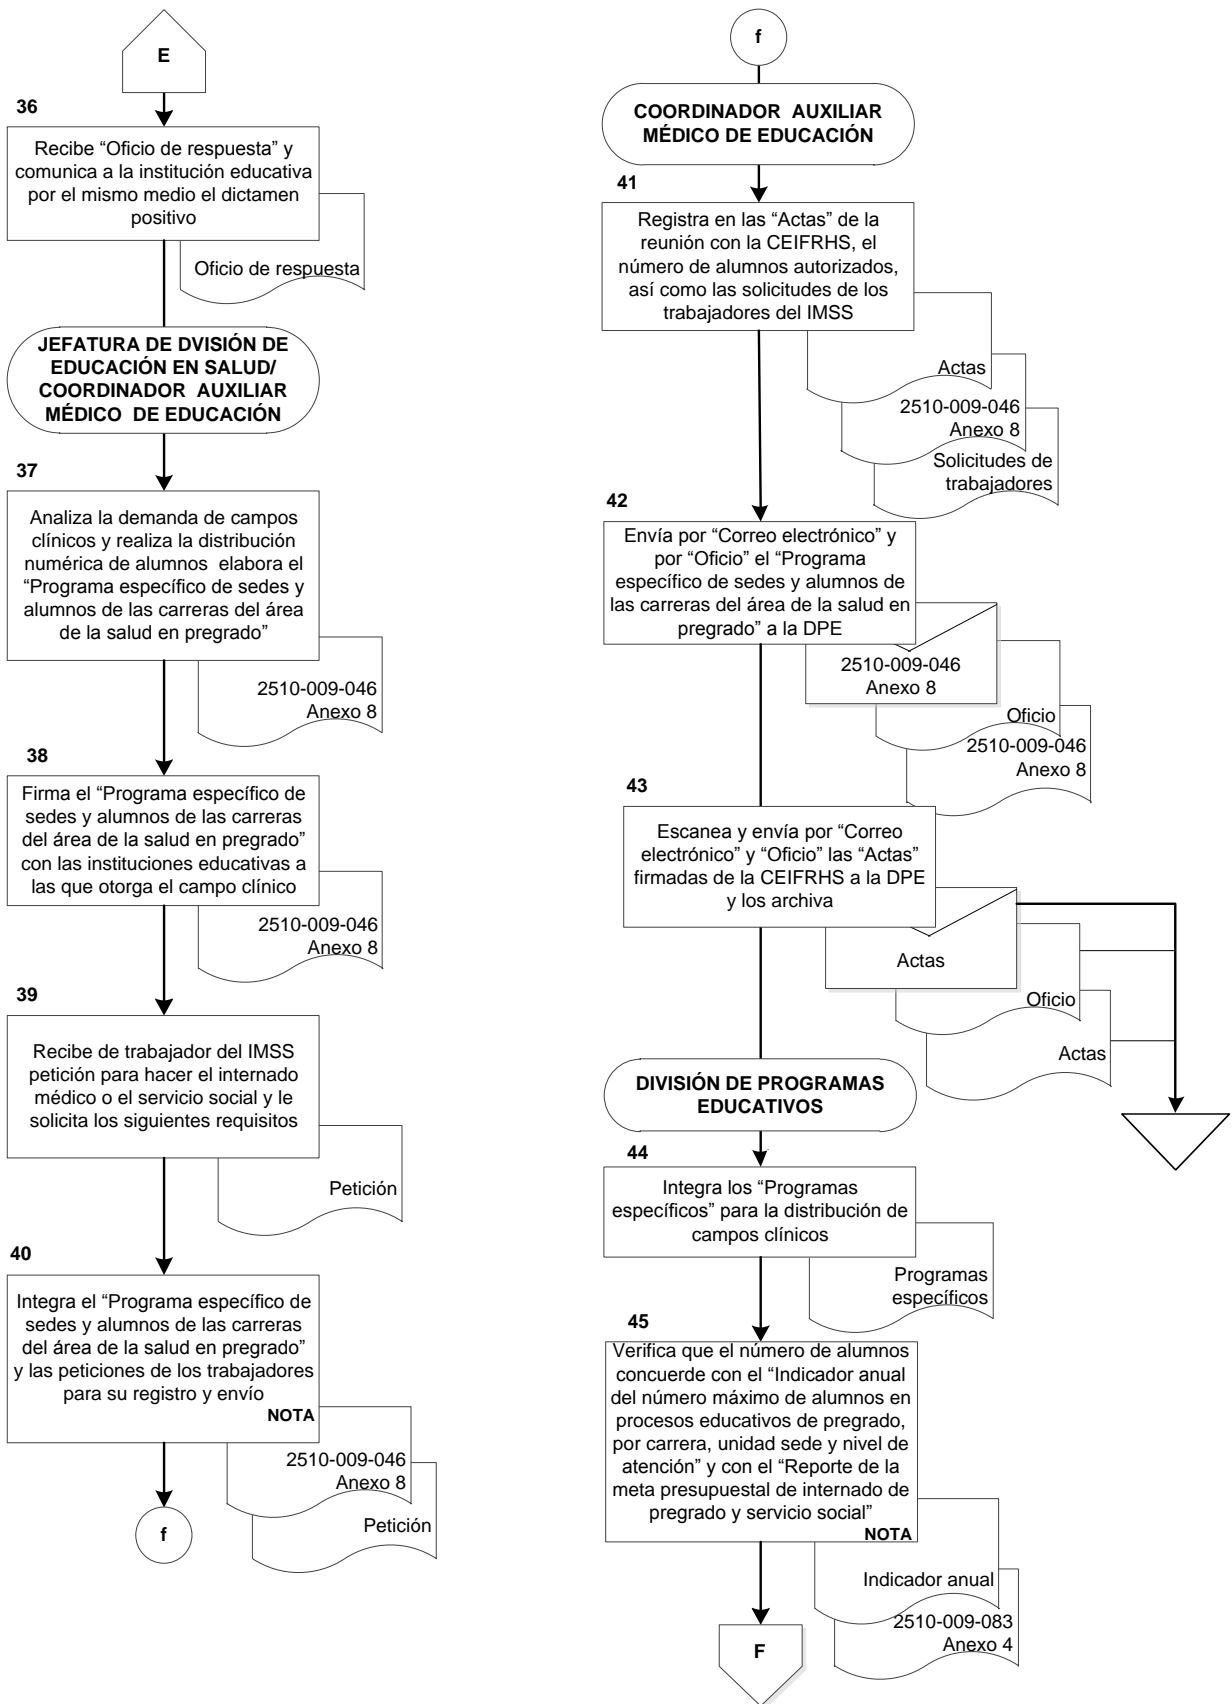 E
36
Recibe “Oficio de respuesta” y
comunica a la institución educativa
por el mismo medio el dictamen
positivo
Oficio de respuesta
JEFATURA DE DVISIÓN DE
EDUCACIÓN EN SALUD/
COORDINADOR AUXILIAR
MÉDICO DE EDUCACIÓN
37
Analiza la demanda de campos
clínicos y realiza la distribución
numérica de alumnos elabora el
“Programa específico de sedes y
alumnos de las carreras del área
de la salud en pregrado”
2510-009-046
Anexo 8
38
Firma el “Programa específico de
sedes y alumnos de las carreras
del área de la salud en pregrado”
con las instituciones educativas a
las que otorga el campo clínico
2510-009-046
Anexo 8
39
Recibe de trabajador del IMSS
petición para hacer el internado
médico o el servicio social y le
solicita los siguientes requisitos
Petición
40
Integra el “Programa específico de
sedes y alumnos de las carreras
del área de la salud en pregrado”
y las peticiones de los trabajadores
para su registro y envío
NOTA
2510-009-046
Anexo 8
Petición
f
f
COORDINADOR AUXILIAR
MÉDICO DE EDUCACIÓN
41
Registra en las “Actas” de la
reunión con la CEIFRHS, el
número de alumnos autorizados,
así como las solicitudes de los
trabajadores del IMSS
Actas
2510-009-046
Anexo 8
Solicitudes de
trabajadores
42
Envía por “Correo electrónico” y
por “Oficio” el “Programa
específico de sedes y alumnos de
las carreras del área de la salud en
pregrado” a la DPE
2510-009-046
Anexo 8
Oficio
2510-009-046
Anexo 8
43
Escanea y envía por “Correo
electrónico” y “Oficio” las “Actas”
firmadas de la CEIFRHS a la DPE
y los archiva
Actas
Oficio
Actas
DIVISIÓN DE PROGRAMAS
EDUCATIVOS
44
Integra los “Programas
específicos” para la distribución de
campos clínicos
Programas
específicos
45
Verifica que el número de alumnos
concuerde con el “Indicador anual
del número máximo de alumnos en
procesos educativos de pregrado,
por carrera, unidad sede y nivel de
atención” y con el “Reporte de la
meta presupuestal de internado de
pregrado y servicio social”
NOTA
Indicador anual
2510-009-083
Anexo 4
F